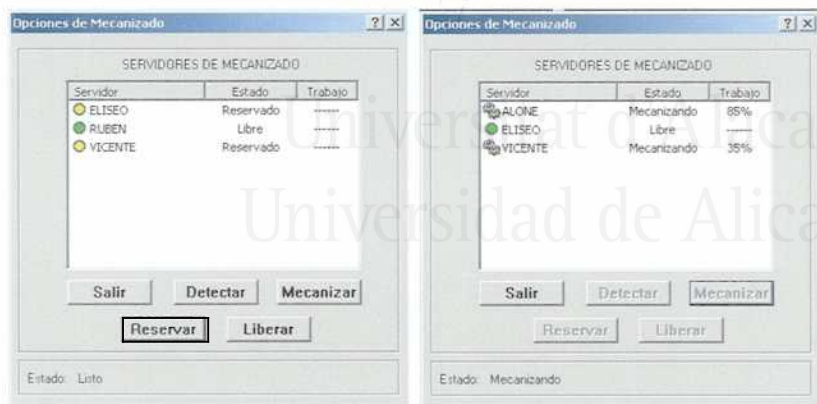 Opciones de Mecanizado
SERVIDORES DE MECANIZADO
Servidor Estado Trabajo
ELISEO Reservado ------
RUBEN Libre ------
VICENTE Reservado ------
Salir Detectar Mecanizar
Reservar Liberar
Estado: Listo
Opciones de Mecanizado
SERVIDORES DE MECANIZADO
Servidor Estado Trabajo
ALONE Mecanizando 85%
ELISEO Libre ------
VICENTE Mecanizando 35%
Salir Detectar Mecanizar
Reservar Liberar
Estado: Mecanizando
Universitat d'Alica
Universidad de Alica